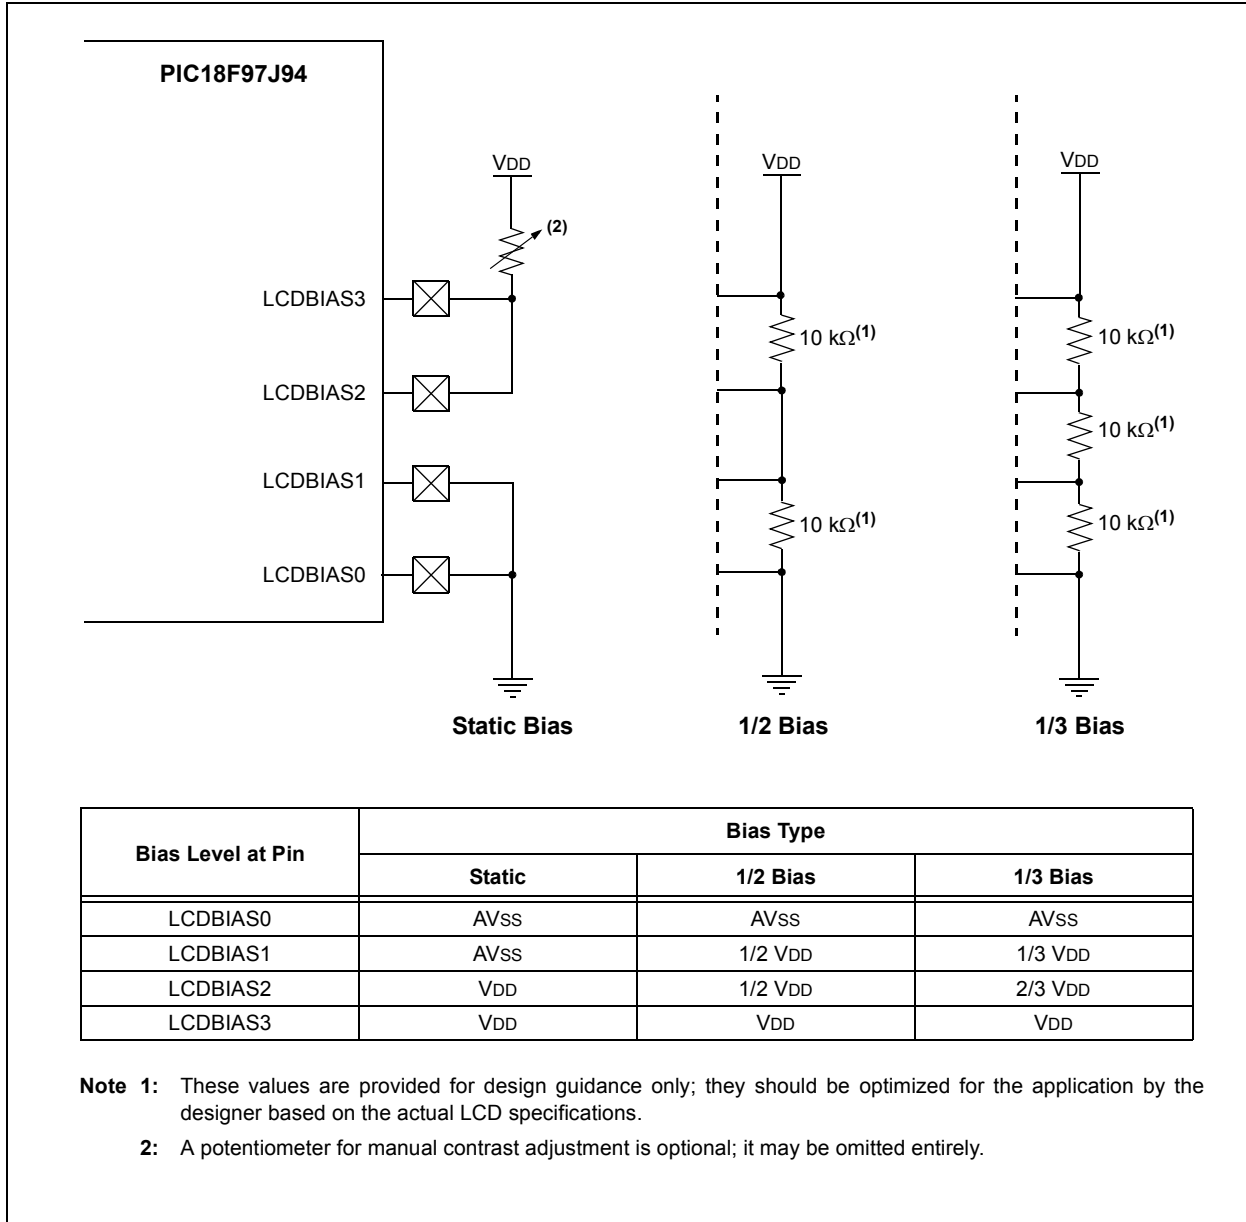 PIC18F97J94
VDD
VDD
VDD
(2)
LCDBIAS3
10 kΩ(1)
10 kΩ(1)
LCDBIAS2
10 kΩ(1)
LCDBIAS1
10 kΩ(1)
10 kΩ(1)
LCDBIAS0
Static Bias
1/2 Bias
1/3 Bias
Bias Level at Pin
Bias Type
Static
1/2 Bias
1/3 Bias
LCDBIAS0 AVSS AVSS AVSS
LCDBIAS1 AVSS 1/2 VDD 1/3 VDD
LCDBIAS2 VDD 1/2 VDD 2/3 VDD
LCDBIAS3 VDD VDD VDD
Note 1: These values are provided for design guidance only; they should be optimized for the application by the
designer based on the actual LCD specifications.
2: A potentiometer for manual contrast adjustment is optional; it may be omitted entirely.